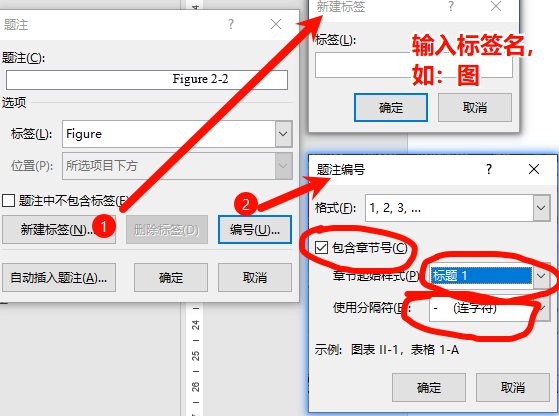 题注
?
题注(C):
Figure 2-2
选项
标签(L):
Figure
位置(P):
所选项目下方
题注中不包含标签(E)
新建标签(N)...
1
删除标签(D)
2
编号(U)...
自动插入题注(A)...
确定
取消
新建标签
标签(L):
输入标签名,
如：图
确定
取消
题注编号
?
格式(F):
1, 2, 3, ...
包含章节号(C)
章节起始样式(P)
标题 1
使用分隔符(E):
- (连字符)
示例: 图表 II-1，表格 1-A
确定
取消
24
26
27
28